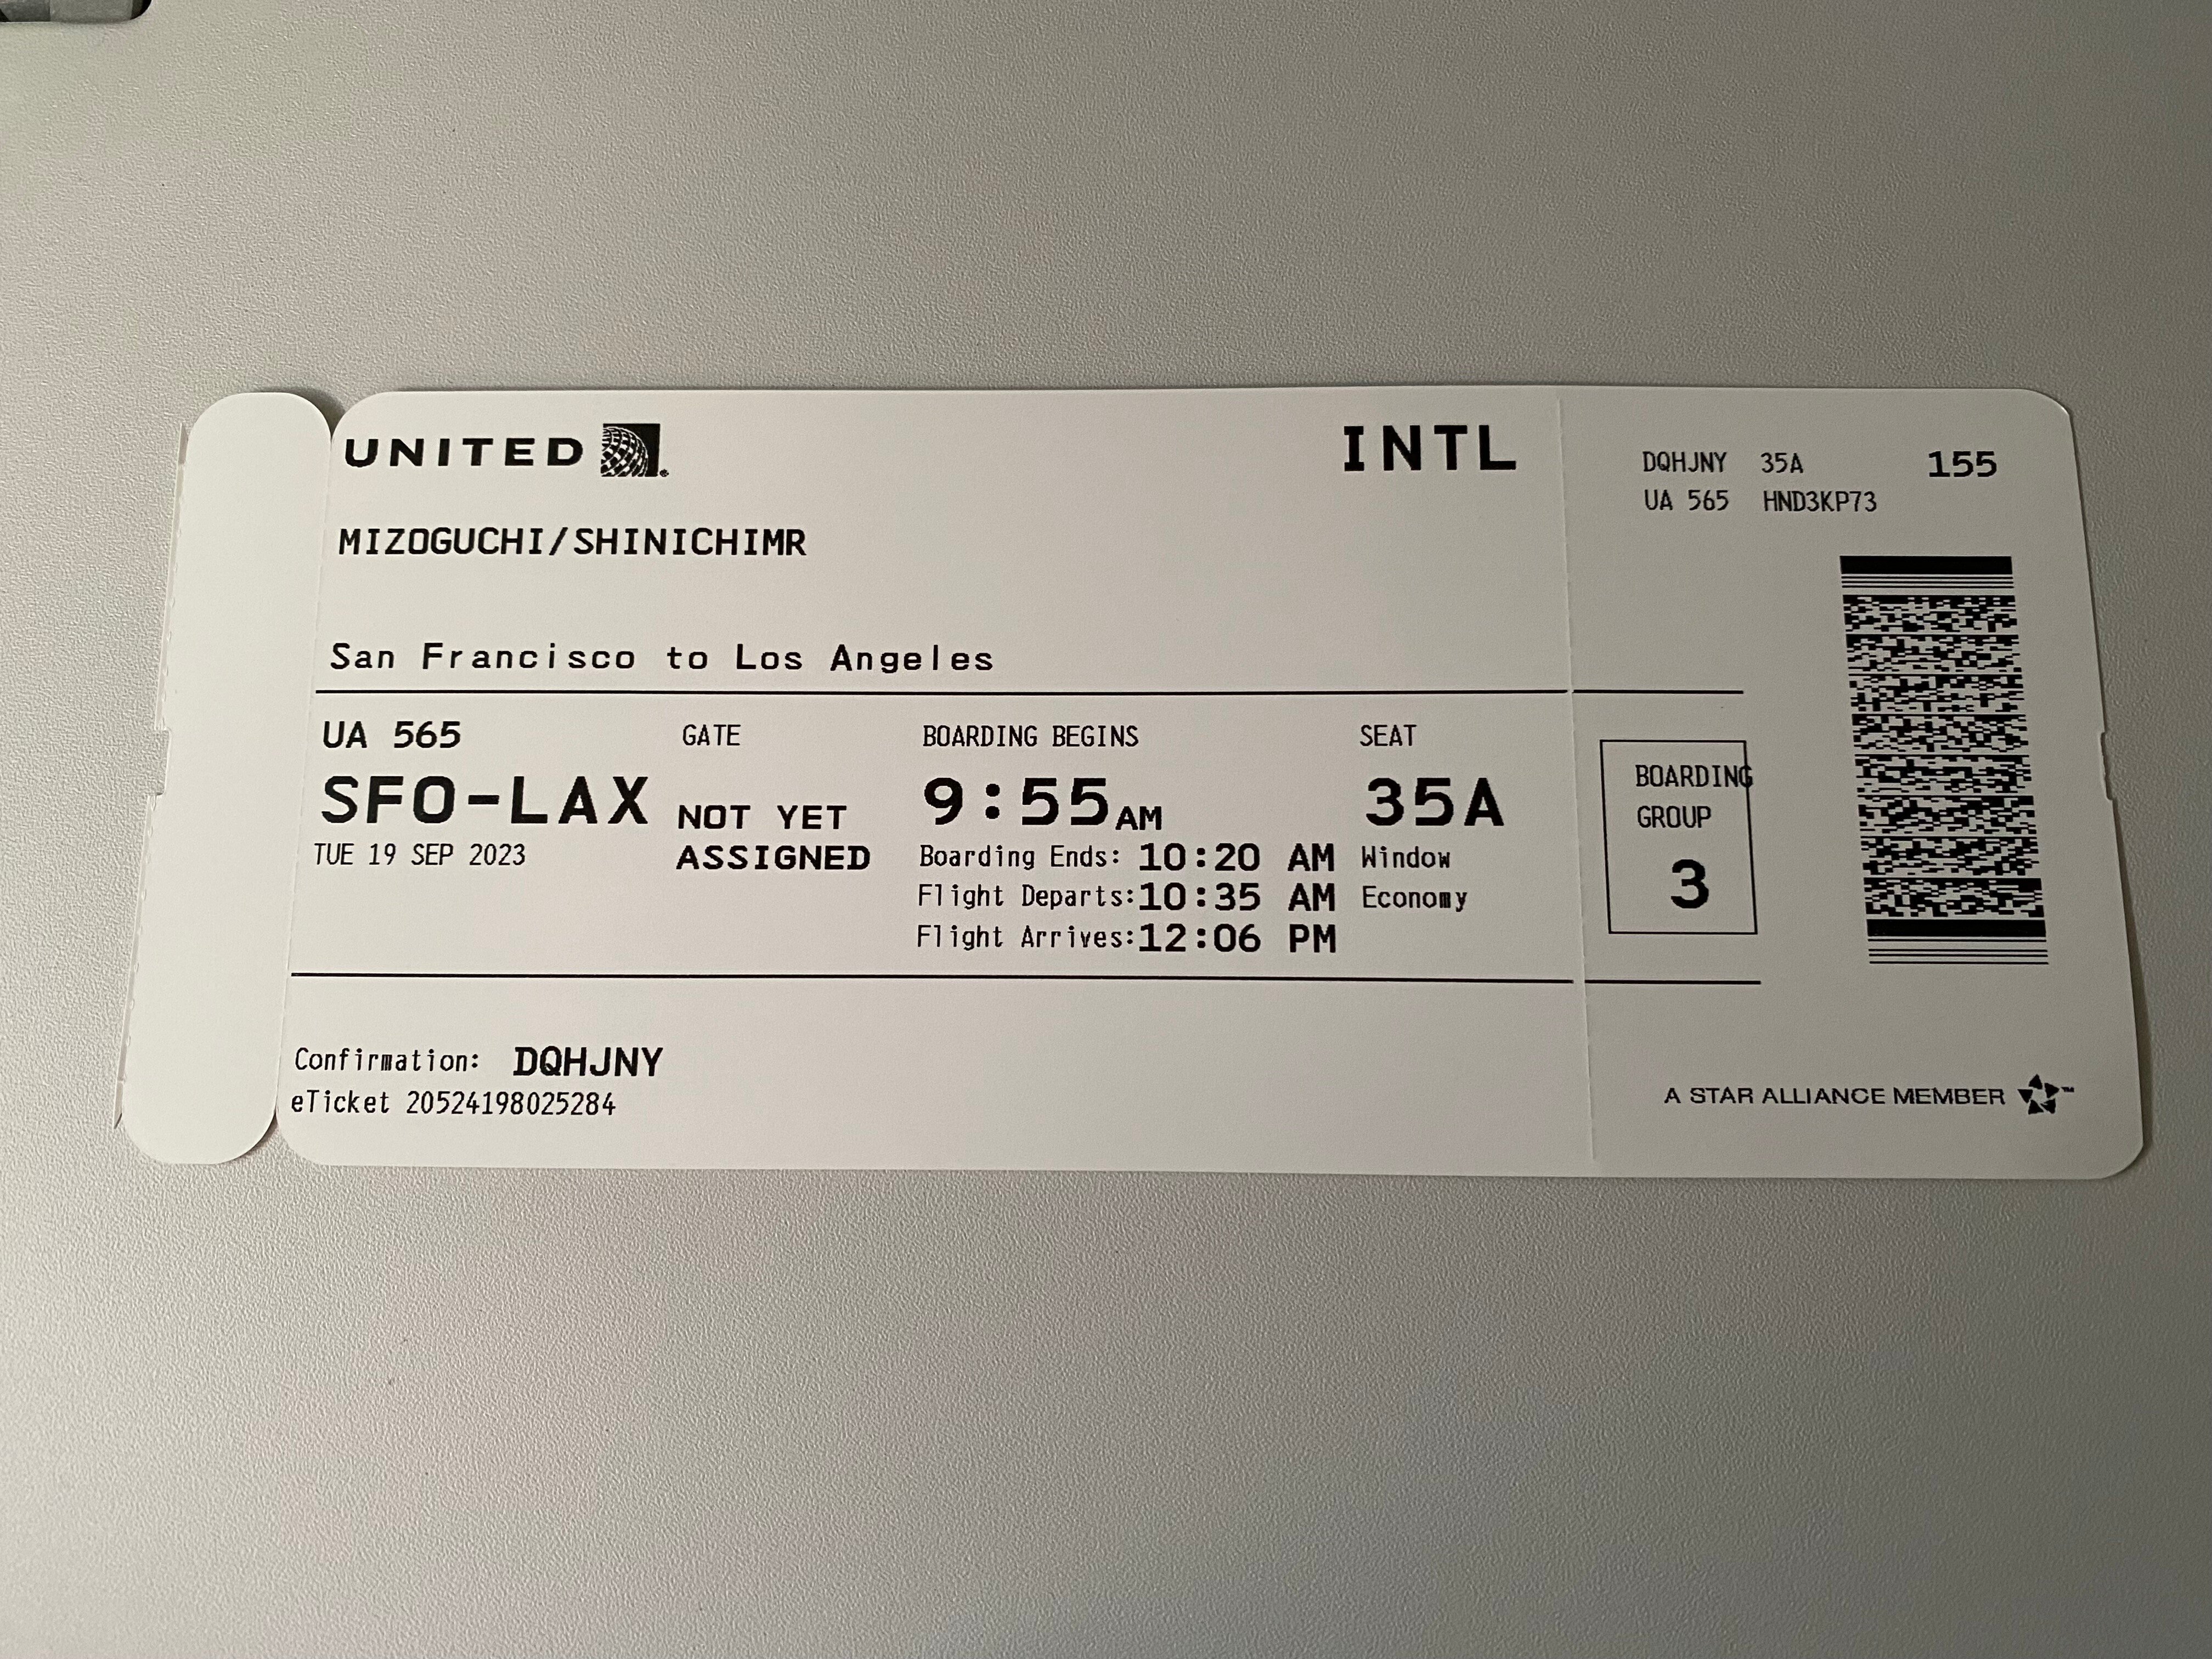 UNITED
INTL
MIZOGUCHI/SHINICHIMR
San Francisco to Los Angeles
UA 565 GATE BOARDING BEGINS SEAT
SFO-LAX NOT YET ASSIGNED 9:55AM 35A
TUE 19 SEP 2023
Boarding Ends: 10:20 AM Window
Flight Departs:10:35 AM Economy
Flight Arrives:12:06 PM
Confirmation: DQHJNY
eTicket 20524198025284
DQHJNY 35A 155
UA 565 HND3KP73
BOARDING
GROUP
3
A STAR ALLIANCE MEMBER ™